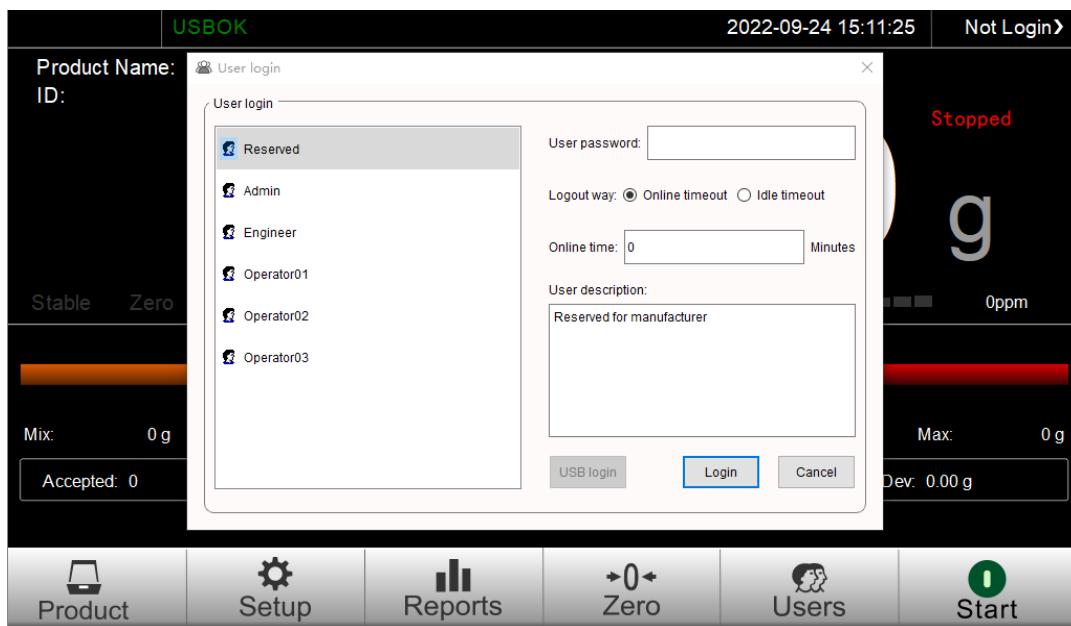 USBOK 2022-09-24 15:11:25 Not Login❯
Product Name:
ID:
User login
User login
Reserved
Admin
Engineer
Operator01
Operator02
Operator03
User password:
Logout way: Online timeout Idle timeout
Online time: 0 Minutes
User description:
Reserved for manufacturer
USB login Login Cancel
Stopped
g
Stable Zero 0ppm
Mix: 0 g Max: 0 g
Accepted: 0 Dev: 0.00 g
→0←
Product Setup Reports Zero Users Start